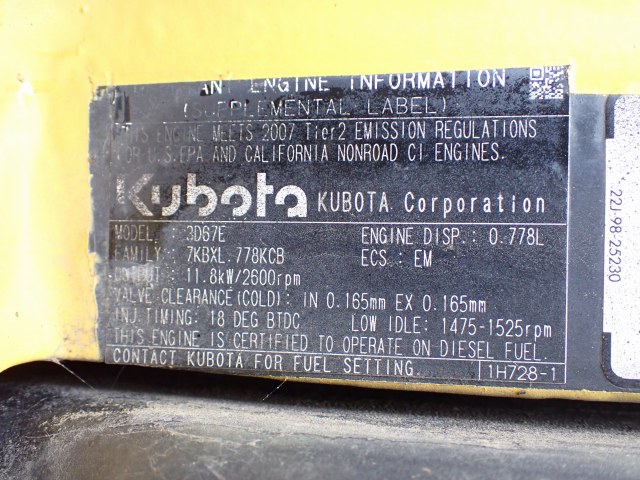 ANT ENGINE INFORMATION
(SUPPLEMENTAL LABEL)
THIS ENGINE MEETS 2007 Tier2 EMISSION REGULATIONS
FOR U.S.EPA AND CALIFORNIA NONROAD CI ENGINES.
Kubota KUBOTA Corporation
MODEL : 3D67E ENGINE DISP.: 0.778L
FAMILY : 7KBXL.778KCB ECS : EM
OUTPUT : 11.8kW/2600rpm
VALVE CLEARANCE(COLD): IN 0.165mm EX 0.165mm
INJ.TIMING: 18 DEG BTDC LOW IDLE: 1475-1525rpm
THIS ENGINE IS CERTIFIED TO OPERATE ON DIESEL FUEL.
CONTACT KUBOTA FOR FUEL SETTING. 1H728-1
22J-98-25230